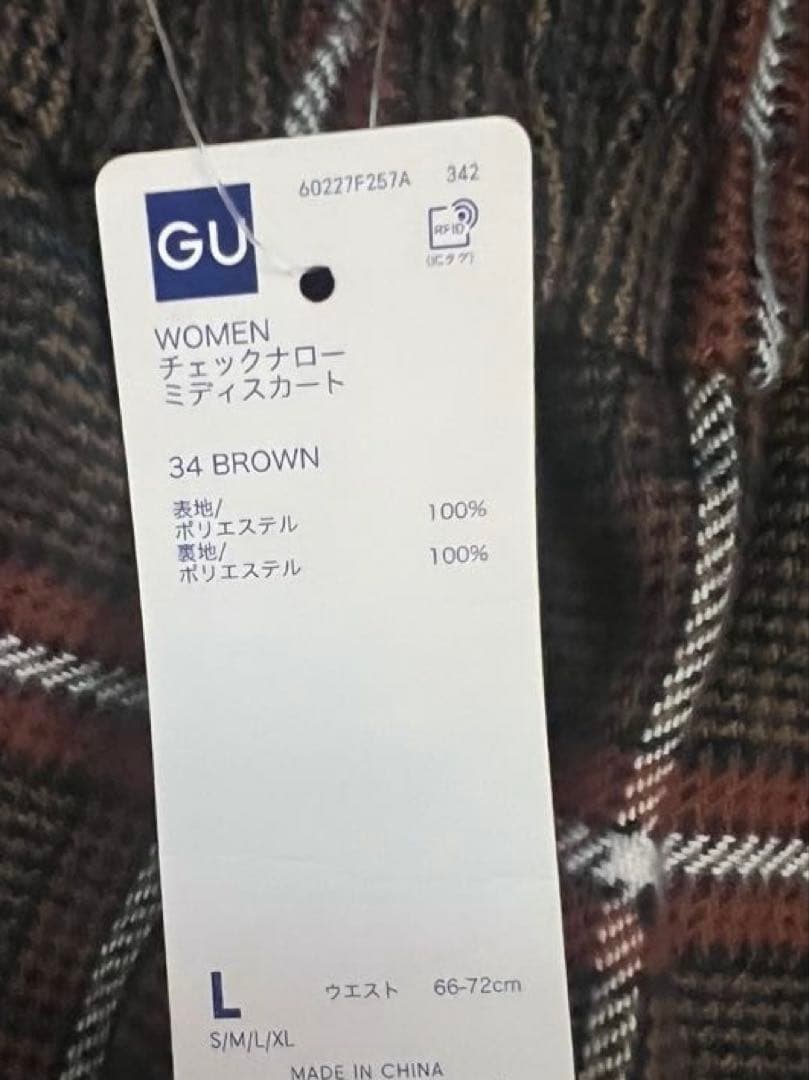 60227F257A 342
GU
RFID
(ICタグ)
WOMEN
チェックナロー
ミディスカート
34 BROWN
表地/
ポリエステル 100%
裏地/
ポリエステル 100%
L ウエスト 66-72cm
S/M/L/XL
MADE IN CHINA